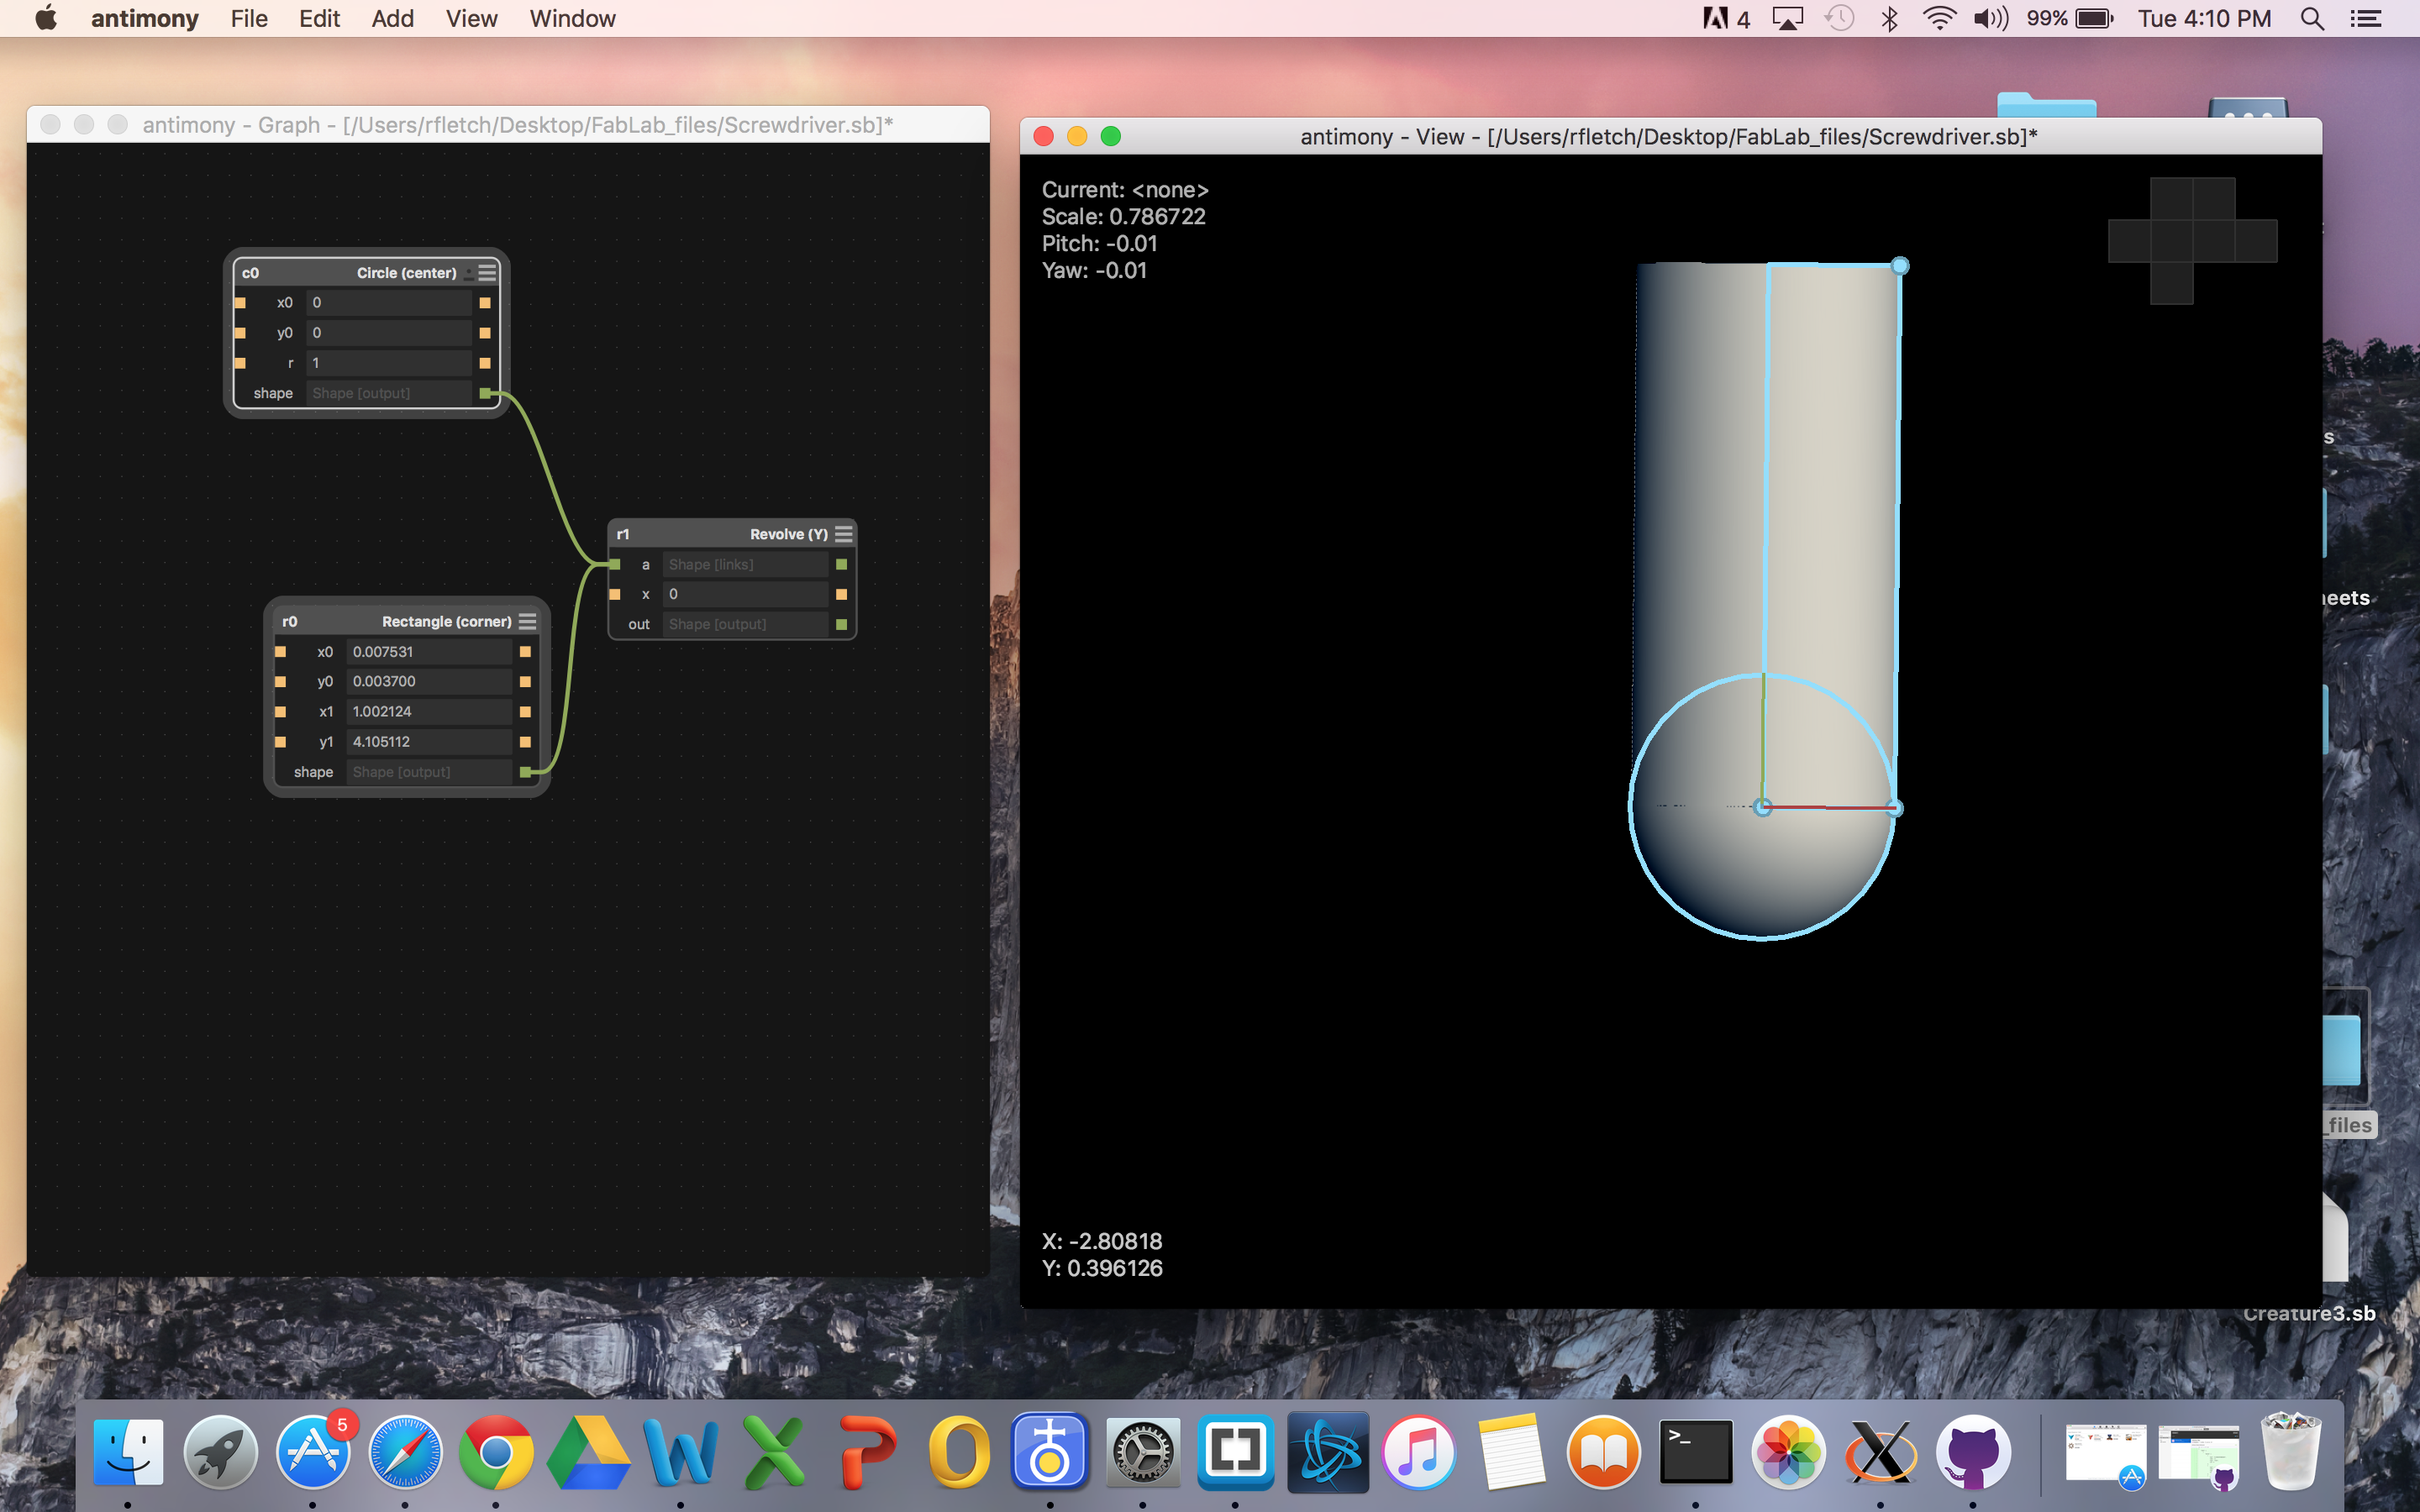 antimony File Edit Add View Window
4 99% Tue 4:10 PM
antimony - Graph - [/Users/rfletch/Desktop/FabLab_files/Screwdriver.sb]*
c0 Circle (center)
x0 0
y0 0
r 1
shape Shape [output]
r1 Revolve (Y)
a Shape [links]
x 0
out Shape [output]
r0 Rectangle (corner)
x0 0.007531
y0 0.003700
x1 1.002124
y1 4.105112
shape Shape [output]
antimony - View - [/Users/rfletch/Desktop/FabLab_files/Screwdriver.sb]*
Current: <none>
Scale: 0.786722
Pitch: -0.01
Yaw: -0.01
X: -2.80818
Y: 0.396126
s
heets
_files
Creature3.sb
5
>_